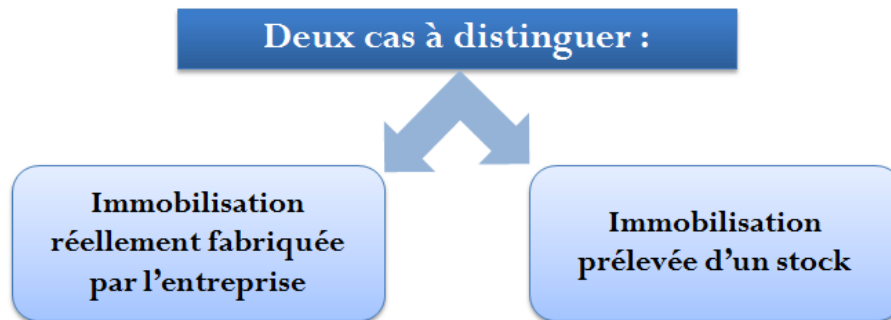 Deux cas à distinguer :
Immobilisation
réellement fabriquée
par l’entreprise
Immobilisation
prélevée d’un stock